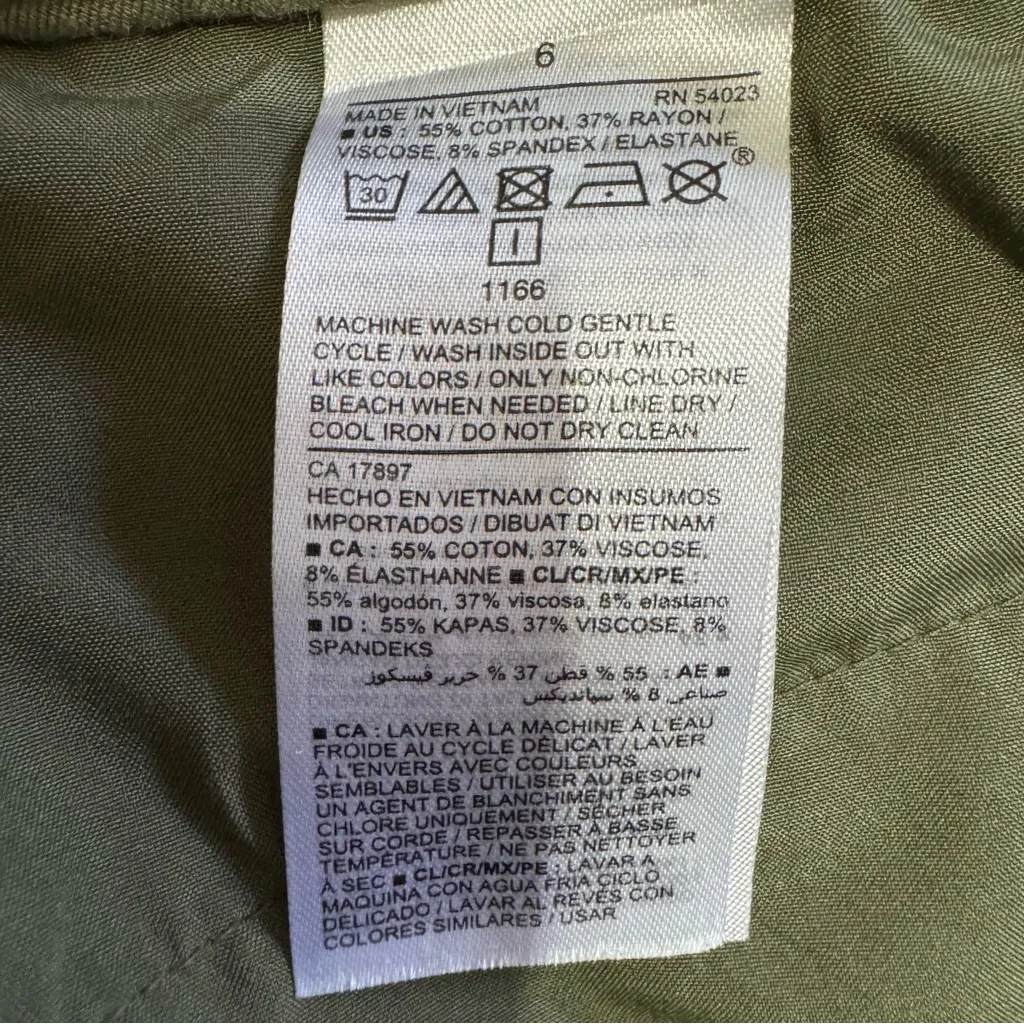 6
MADE IN VIETNAM RN 54023
■ US : 55% COTTON, 37% RAYON /
VISCOSE, 8% SPANDEX / ELASTANE
30 ®
1166
MACHINE WASH COLD GENTLE
CYCLE / WASH INSIDE OUT WITH
LIKE COLORS / ONLY NON-CHLORINE
BLEACH WHEN NEEDED / LINE DRY /
COOL IRON / DO NOT DRY CLEAN
CA 17897
HECHO EN VIETNAM CON INSUMOS
IMPORTADOS / DIBUAT DI VIETNAM
■ CA : 55% COTON, 37% VISCOSE,
8% ÉLASTHANNE ■ CL/CR/MX/PE :
55% algodón, 37% viscosa, 8% elastano
■ ID : 55% KAPAS, 37% VISCOSE, 8%
SPANDEKS
■ AE : 55 % قطن 37 % حرير ڤيسكوز
صناعي 8 % سپانديكس
■ CA : LAVER À LA MACHINE À L'EAU
FROIDE AU CYCLE DÉLICAT / LAVER
À L'ENVERS AVEC COULEURS
SEMBLABLES / UTILISER AU BESOIN
UN AGENT DE BLANCHIMENT SANS
CHLORE UNIQUEMENT / SÉCHER
SUR CORDE / REPASSER À BASSE
TEMPÉRATURE / NE PAS NETTOYER
À SEC ■ CL/CR/MX/PE : LAVAR A
MAQUINA CON AGUA FRIA CICLO
DELICADO / LAVAR AL REVÉS CON
COLORES SIMILARES / USAR